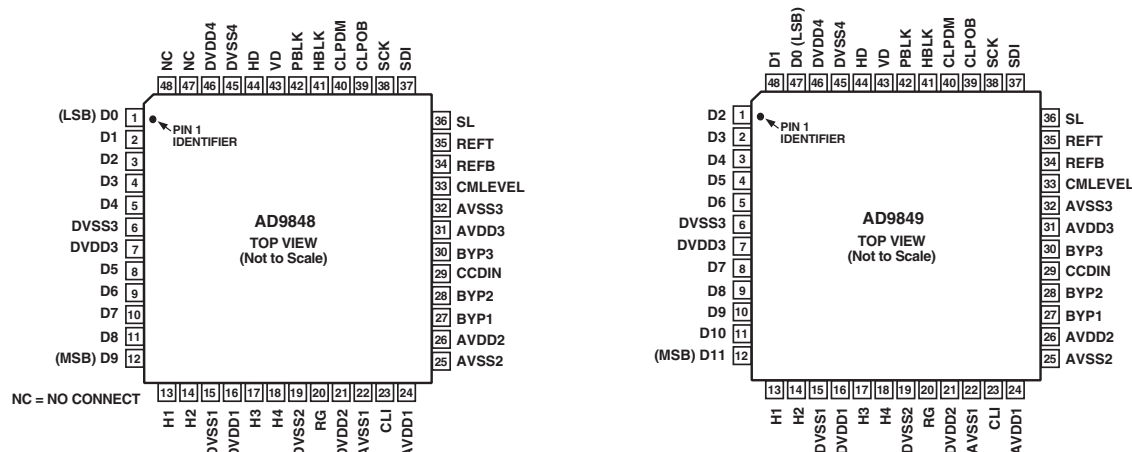 NC NC DVDD4 DVSS4 HD VD PBLK HBLK CLPDM CLPOB SCK SDI
48 47 46 45 44 43 42 41 40 39 38 37
(LSB) D0 1
D1 2
D2 3
D3 4
D4 5
DVSS3 6
DVDD3 7
D5 8
D6 9
D7 10
D8 11
(MSB) D9 12
PIN 1
IDENTIFIER
AD9848
TOP VIEW
(Not to Scale)
36 SL
35 REFT
34 REFB
33 CMLEVEL
32 AVSS3
31 AVDD3
30 BYP3
29 CCDIN
28 BYP2
27 BYP1
26 AVDD2
25 AVSS2
13 14 15 16 17 18 19 20 21 22 23 24
H1 H2 DVSS1 DVDD1 H3 H4 DVSS2 RG DVDD2 AVSS1 CLI AVDD1
NC = NO CONNECT
D1 D0 (LSB) DVDD4 DVSS4 HD VD PBLK HBLK CLPDM CLPOB SCK SDI
48 47 46 45 44 43 42 41 40 39 38 37
D2 1
D3 2
D4 3
D5 4
D6 5
DVSS3 6
DVDD3 7
D7 8
D8 9
D9 10
D10 11
(MSB) D11 12
PIN 1
IDENTIFIER
AD9849
TOP VIEW
(Not to Scale)
36 SL
35 REFT
34 REFB
33 CMLEVEL
32 AVSS3
31 AVDD3
30 BYP3
29 CCDIN
28 BYP2
27 BYP1
26 AVDD2
25 AVSS2
13 14 15 16 17 18 19 20 21 22 23 24
H1 H2 DVSS1 DVDD1 H3 H4 DVSS2 RG DVDD2 AVSS1 CLI AVDD1